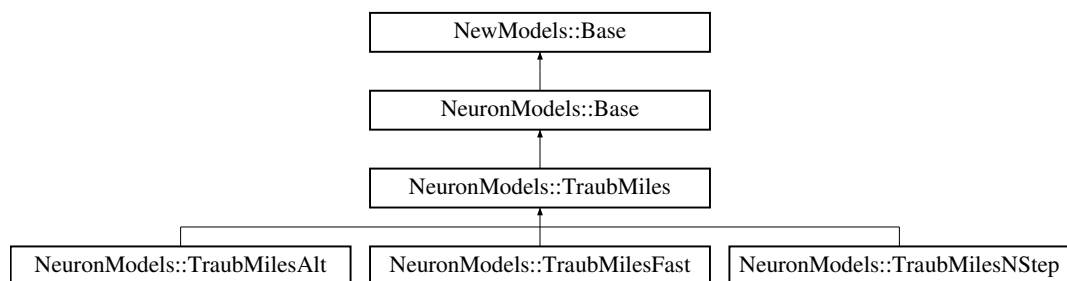 NewModels::Base
NeuronModels::Base
NeuronModels::TraubMiles
NeuronModels::TraubMilesAlt
NeuronModels::TraubMilesFast
NeuronModels::TraubMilesNStep